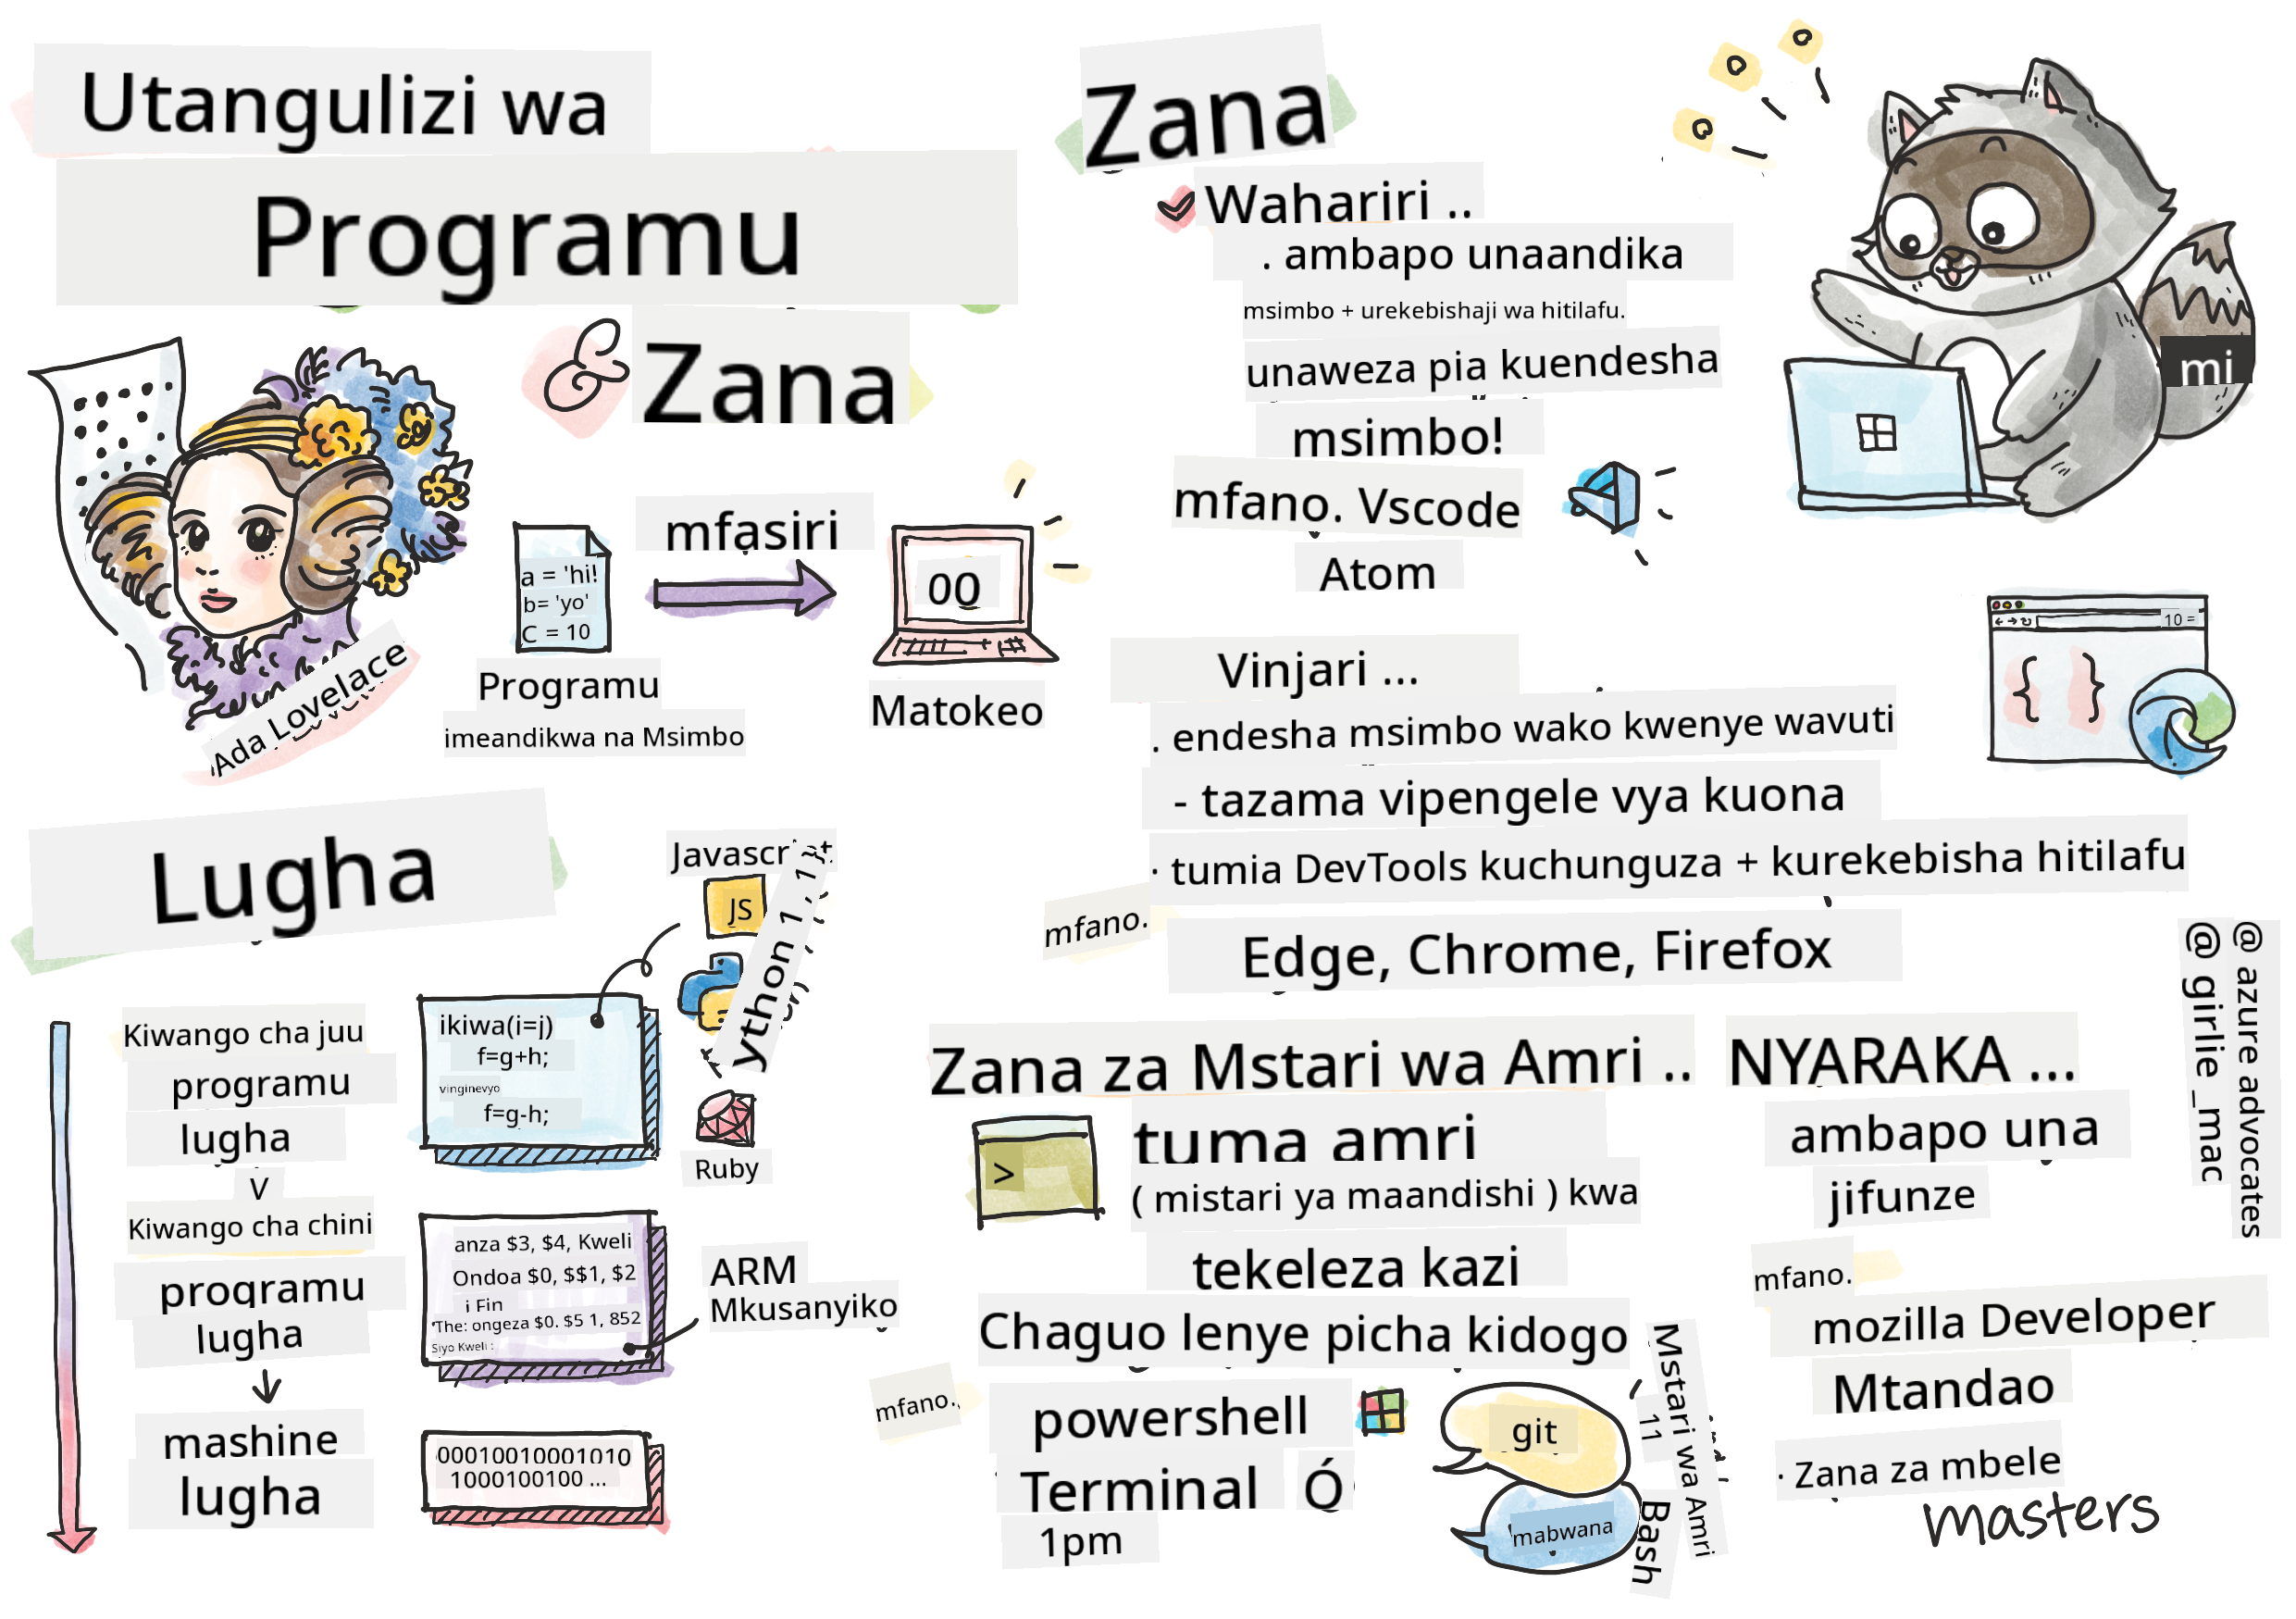 Utangulizi wa
Programu
& Zana
Ada Lovelace
a = 'hi!
b= 'yo'
C = 10
mfasiri
00
Programu
imeandikwa na Msimbo
Matokeo
Lugha
Kiwango cha juu
programu
lugha
V
Kiwango cha chini
programu
lugha
mashine
lugha
Javascript
JS
ython 1, 1
Ruby
ikiwa(i=j)
f=g+h;
vinginevyo
f=g-h;
anza $3, $4, Kweli
Ondoa $0, $$1, $2
j Fin
'The: ongeza $0. $5 1, 852
Siyo Kweli :
ARM
Mkusanyiko
00010010001010
1000100100 ...
Zana
Wahariri ..
. ambapo unaandika
msimbo + urekebishaji wa hitilafu.
unaweza pia kuendesha
msimbo!
mfano. Vscode
Atom
mi
Vinjari ...
. endesha msimbo wako kwenye wavuti
- tazama vipengele vya kuona
· tumia DevTools kuchunguza + kurekebisha hitilafu
mfano.
Edge, Chrome, Firefox
10 =
{ }
Zana za Mstari wa Amri ..
>
tuma amri
( mistari ya maandishi ) kwa
tekeleza kazi
Chaguo lenye picha kidogo
mfano.
powershell
Terminal Ó
1pm
git
mabwana
Mstari wa Amri
11
Bash
NYARAKA ...
ambapo una
jifunze
mfano.
mozilla Developer
Mtandao
· Zana za mbele
masters
@ azure advocates
@ girlie_mac